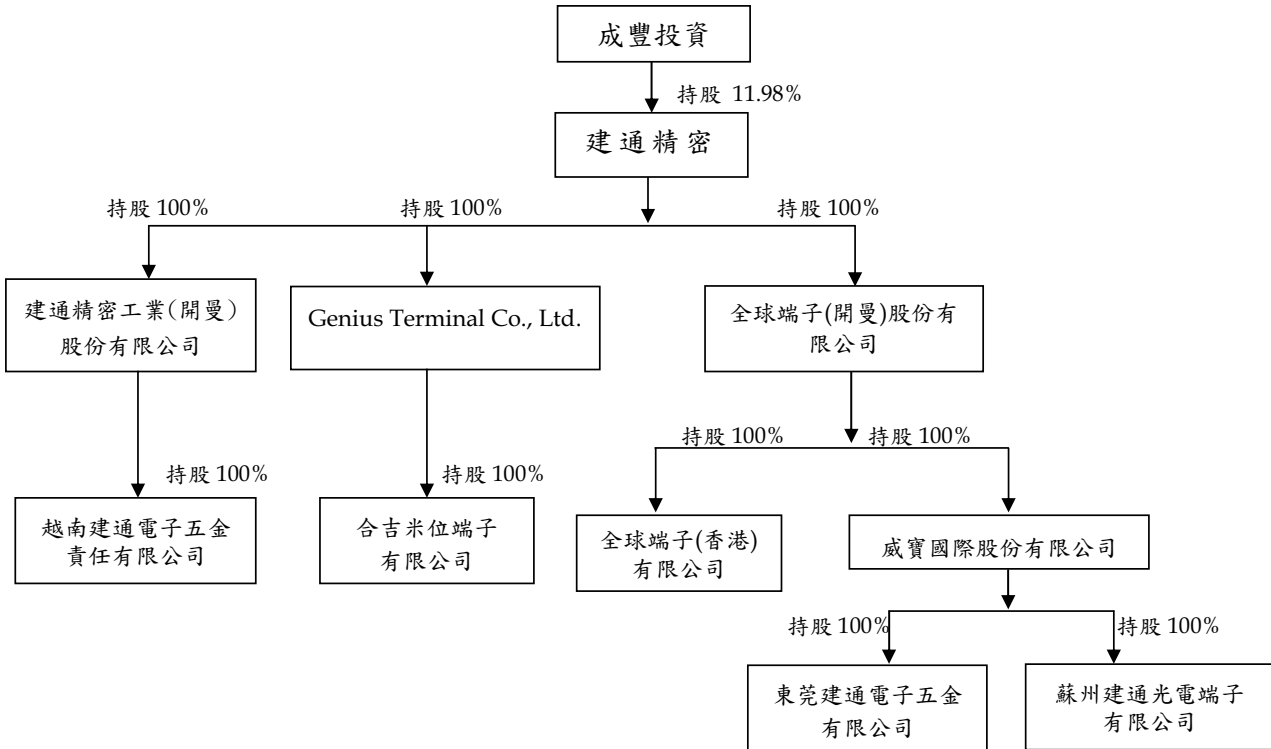 成豐投資
持股 11.98%
建通精密
持股 100%
持股 100%
持股 100%
建通精密工業(開曼)
股份有限公司
Genius Terminal Co., Ltd.
全球端子(開曼)股份有
限公司
持股 100%
持股 100%
持股 100%
持股 100%
越南建通電子五金
責任有限公司
合吉米位端子
有限公司
全球端子(香港)
有限公司
威寶國際股份有限公司
持股 100%
持股 100%
東莞建通電子五金
有限公司
蘇州建通光電端子
有限公司